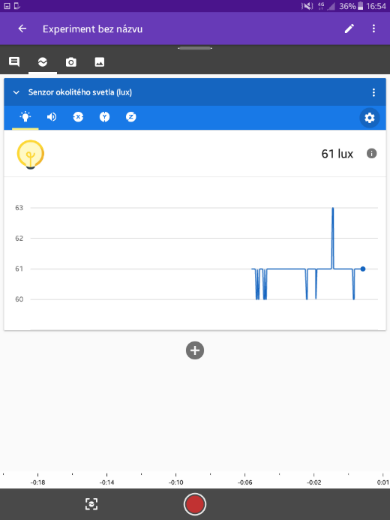 36% 16:54
Experiment bez názvu
Senzor okolitého svetla (lux)
61 lux
63
62
61
60
-0:18 -0:14 -0:10 -0:06 -0:02 0:01